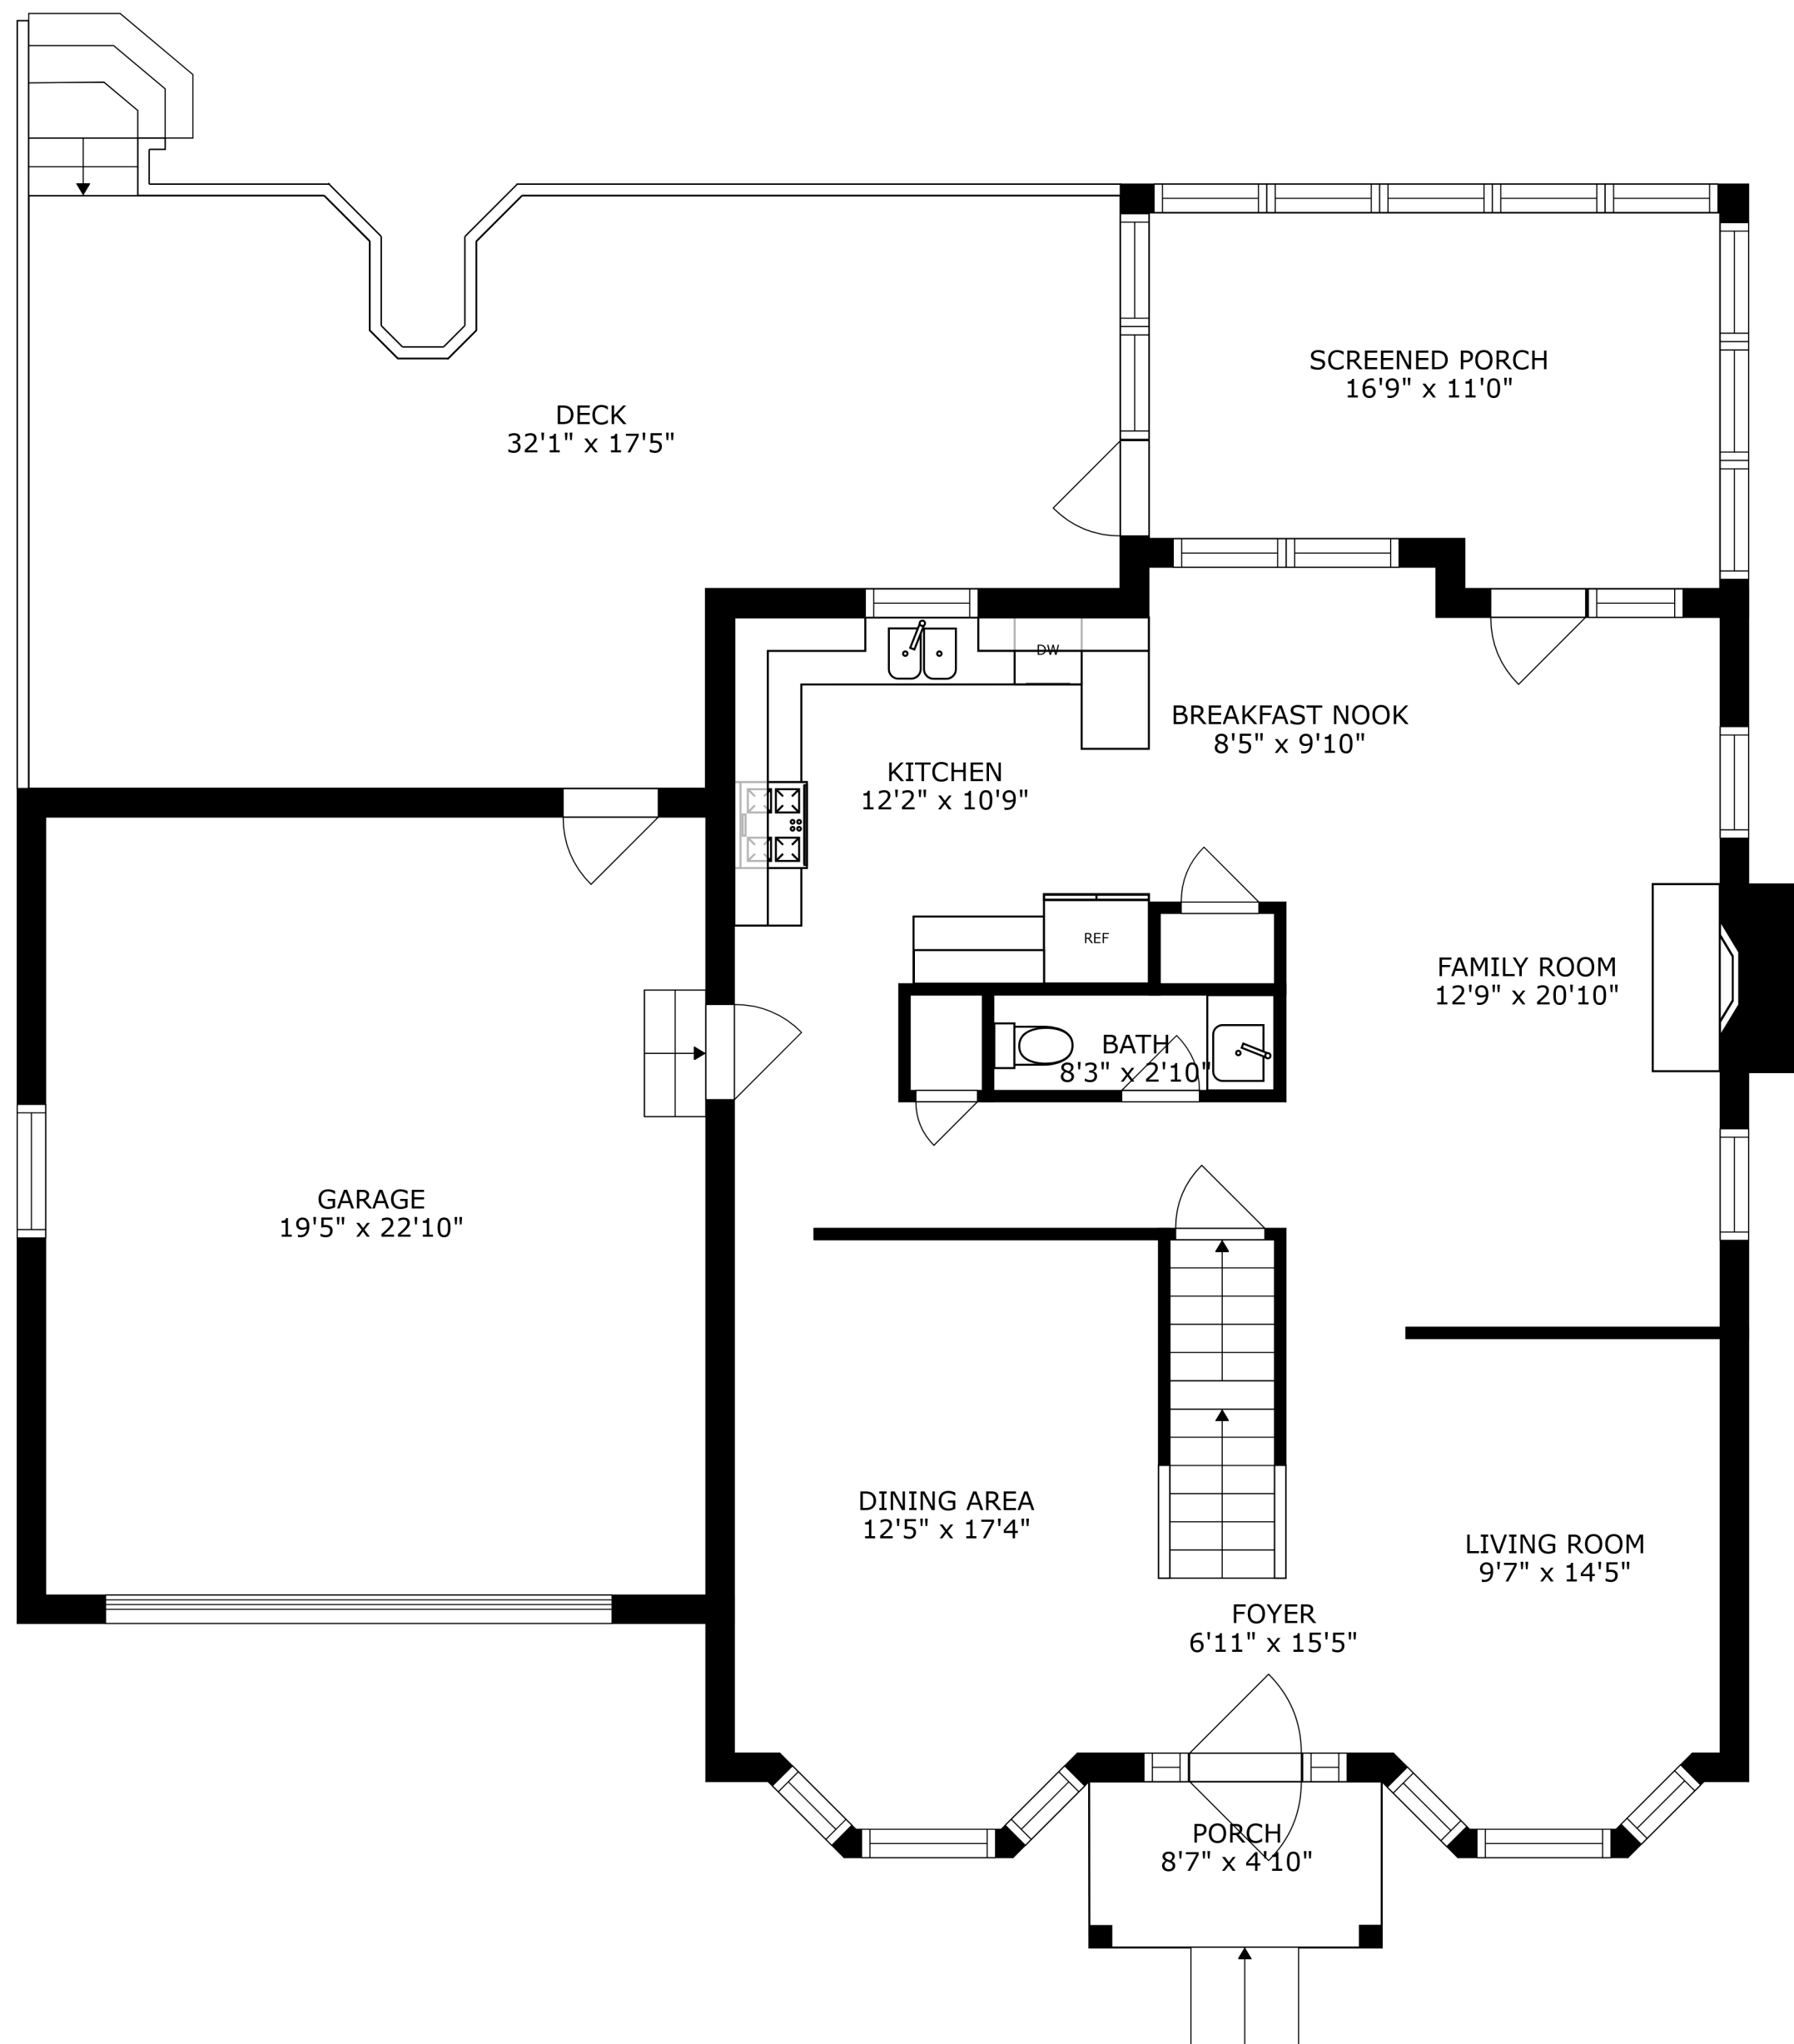 SCREENED PORCH
16'9" x 11'0"
DECK
32'1" x 17'5"
DW
BREAKFAST NOOK
8'5" x 9'10"
KITCHEN
12'2" x 10'9"
REF
FAMILY ROOM
12'9" x 20'10"
BATH
8'3" x 2'10"
GARAGE
19'5" x 22'10"
DINING AREA
12'5" x 17'4"
LIVING ROOM
9'7" x 14'5"
FOYER
6'11" x 15'5"
PORCH
8'7" x 4'10"